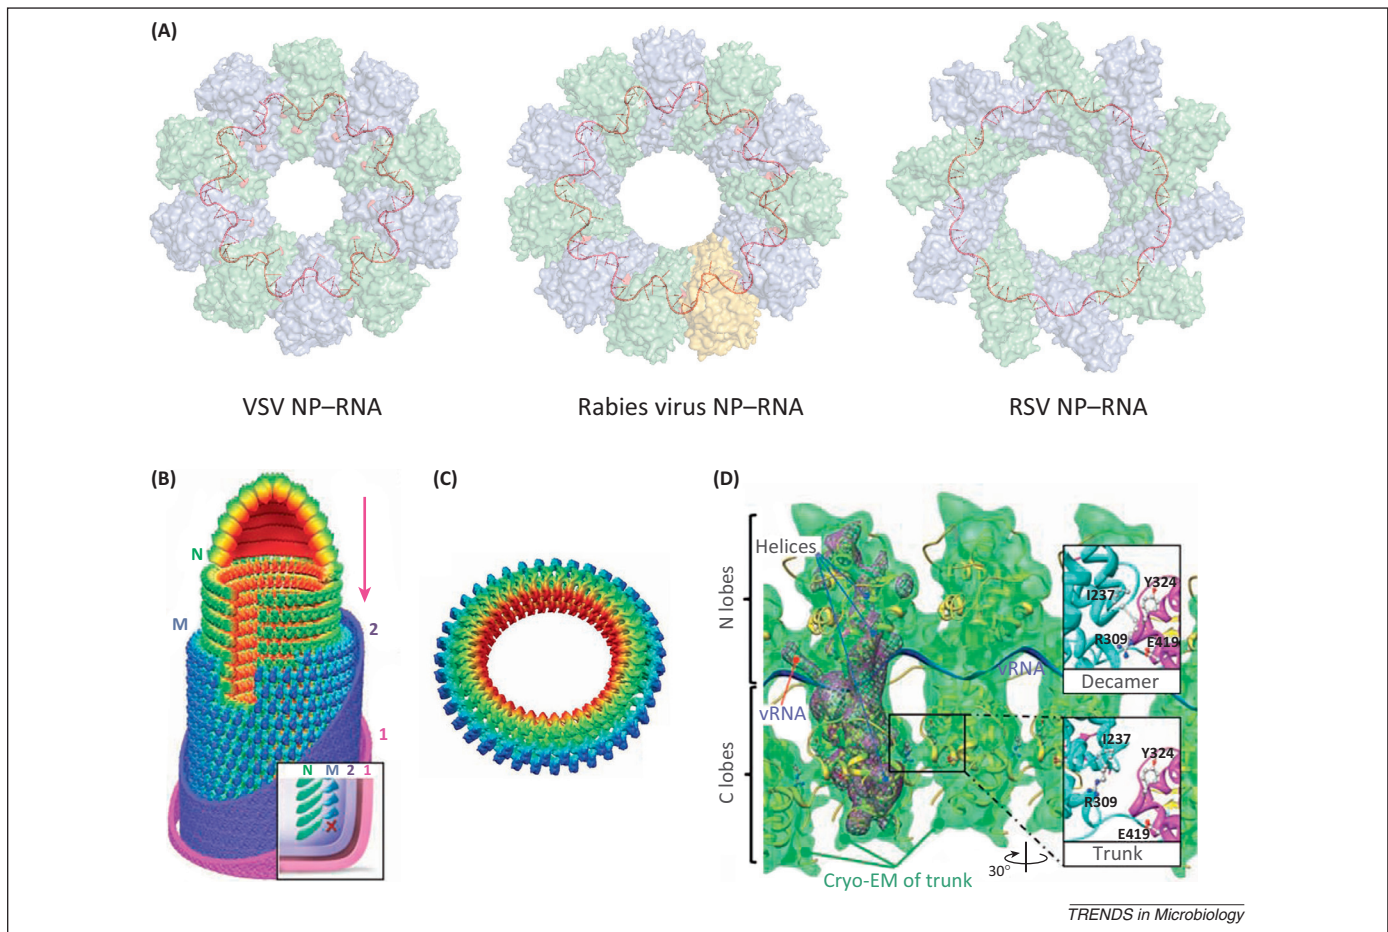 (A)
VSV NP–RNA
Rabies virus NP–RNA
RSV NP–RNA
(B)
N
M
2
1
N M 2 1
X
(C)
(D)
N lobes
C lobes
Helices
vRNA
vRNA
I237
Y324
R309
E419
Decamer
I237
Y324
R309
E419
Trunk
Cryo-EM of trunk
30°
TRENDS in Microbiology